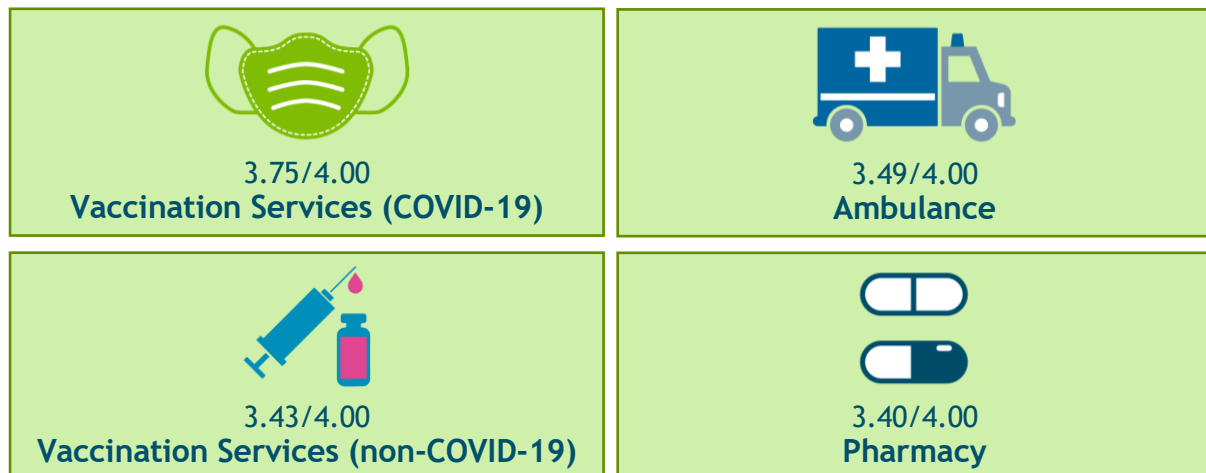 3.75/4.00
Vaccination Services (COVID-19)
3.49/4.00
Ambulance
3.43/4.00
Vaccination Services (non-COVID-19)
3.40/4.00
Pharmacy